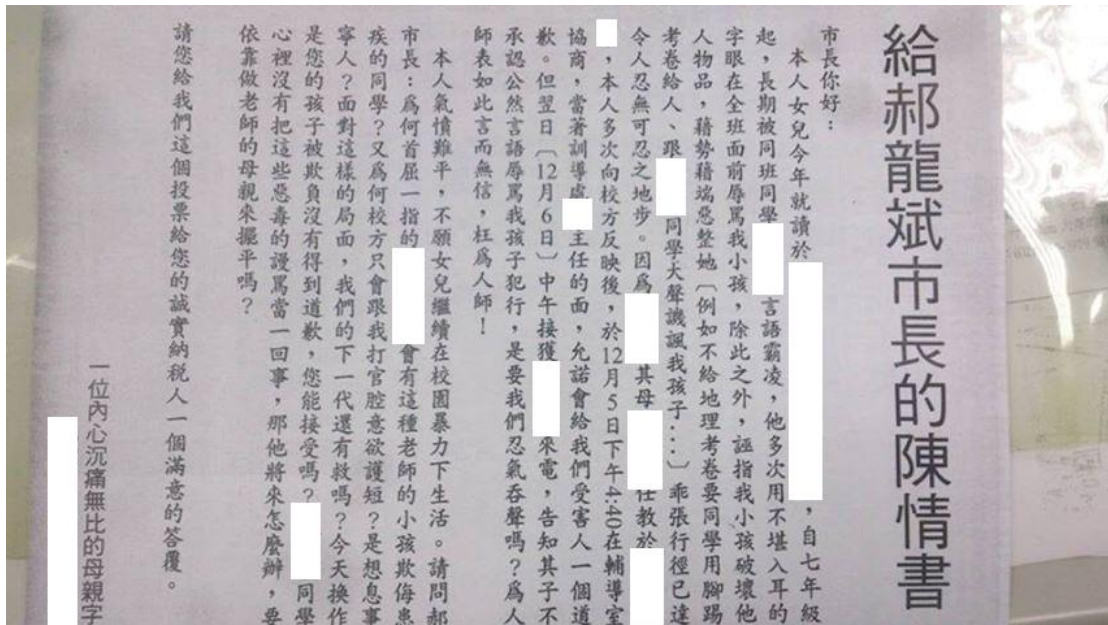 給郝龍斌市長的陳情書
市長你好：
本人女兒今年就讀於，自七年級
起，長期被同班同學言語霸凌，他多次用不堪入耳的
字眼在全班面前辱罵我小孩，除此之外，誣指我小孩破壞他
人物品，藉勢藉端惡整她〔例如不給地理考卷要同學用腳踢
考卷給人、跟同學大聲譏諷我孩子...〕乖張行徑已達
令人忍無可忍之地步。因為其母任教於
，本人多次向校方反映後，於12月5日下午4:40在輔導室
協商，當著訓導處主任的面，允諾會給我們受害人一個道
歉。但翌日〔12月6日〕中午接獲來電，告知其子不
承認公然言語辱罵我孩子犯行，是要我們忍氣吞聲嗎？為人
師表如此言而無信，枉為人師！
本人氣憤難平，不願女兒繼續在校園暴力下生活。請問郝
市長：為何首屈一指的會有這種老師的小孩欺侮患
疾的同學？又為何校方只會跟我打官腔意欲護短？是想息事
寧人？面對這樣的局面，我們的下一代還有救嗎？今天換作
是您的孩子被欺負沒有得到道歉，您能接受嗎？同學
心裡沒有把這些惡毒的謾罵當一回事，那他將來怎麼辦，要
依靠做老師的母親來擺平嗎？
請您給我們這個投票給您的誠實納稅人一個滿意的答覆。
一位內心沉痛無比的母親字